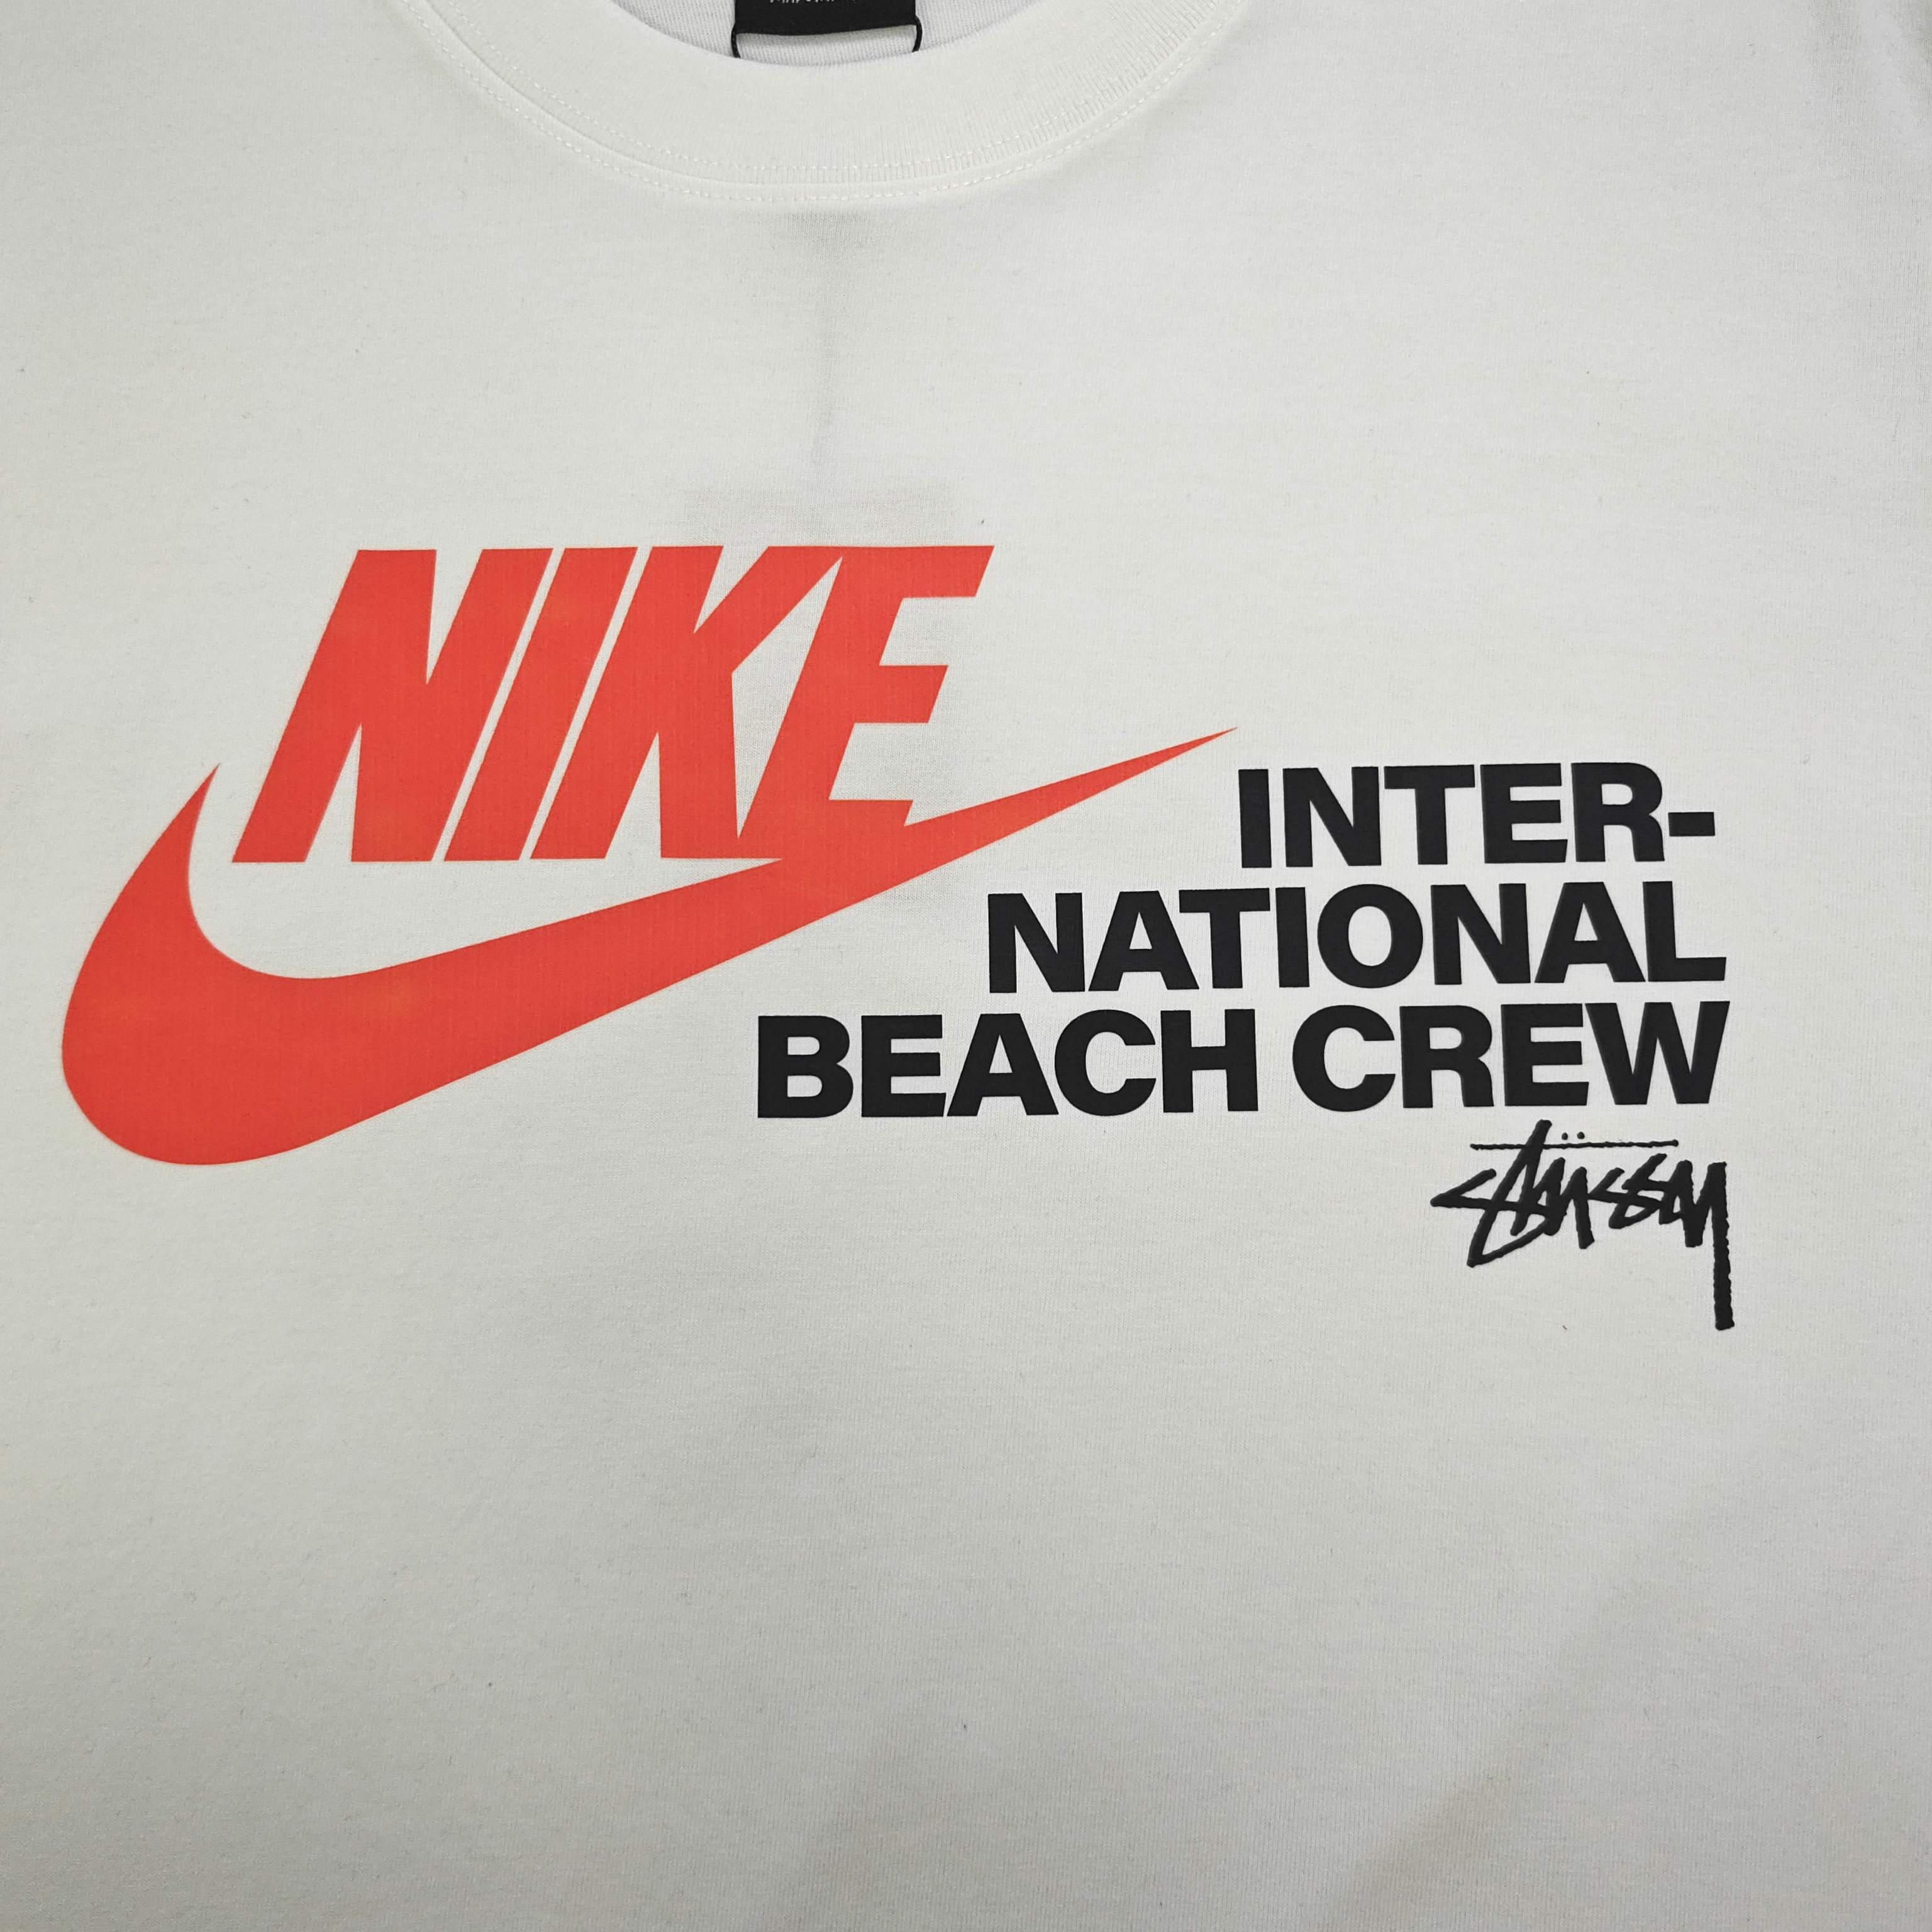 NIKE
INTER-
NATIONAL
BEACH CREW
Stüssy